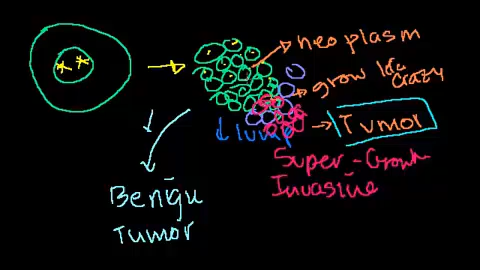 neoplasm
grow like crazy
↓ lump → Tumor
Super-Growth
Invasive
Benign
Tumor